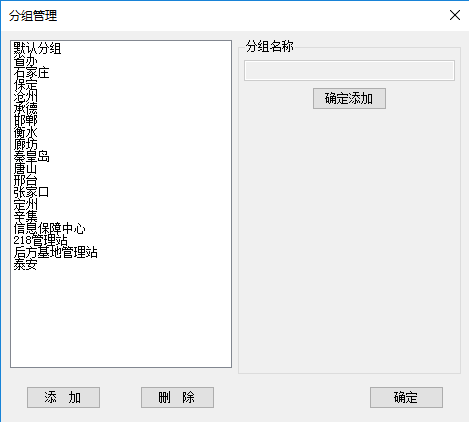 分组管理
默认分组
省办
石家庄
保定
沧州
承德
邯郸
衡水
廊坊
秦皇岛
唐山
邢台
张家口
定州
辛集
信息保障中心
218管理站
后方基地管理站
泰安
分组名称
确定添加
添 加
删 除
确定